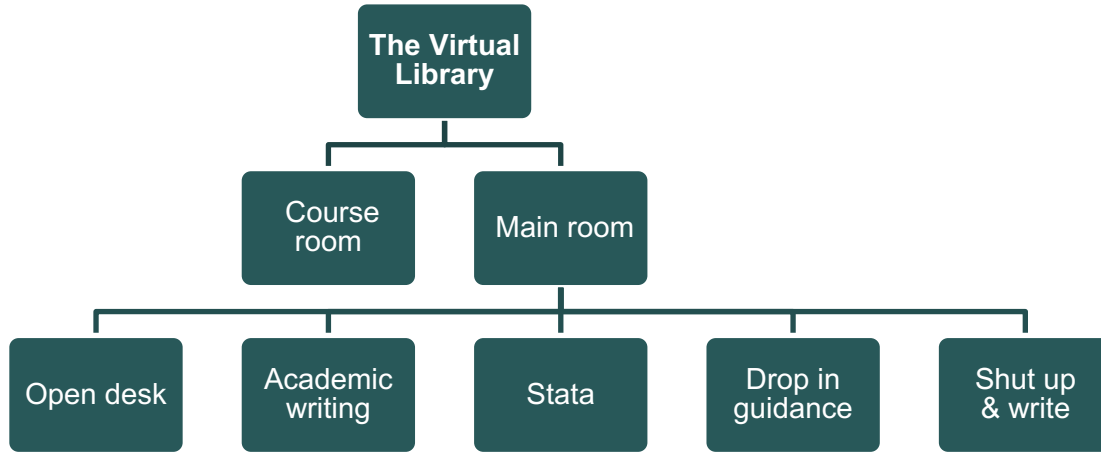 The Virtual
Library
Course
room
Main room
Open desk
Academic
writing
Stata
Drop in
guidance
Shut up
& write